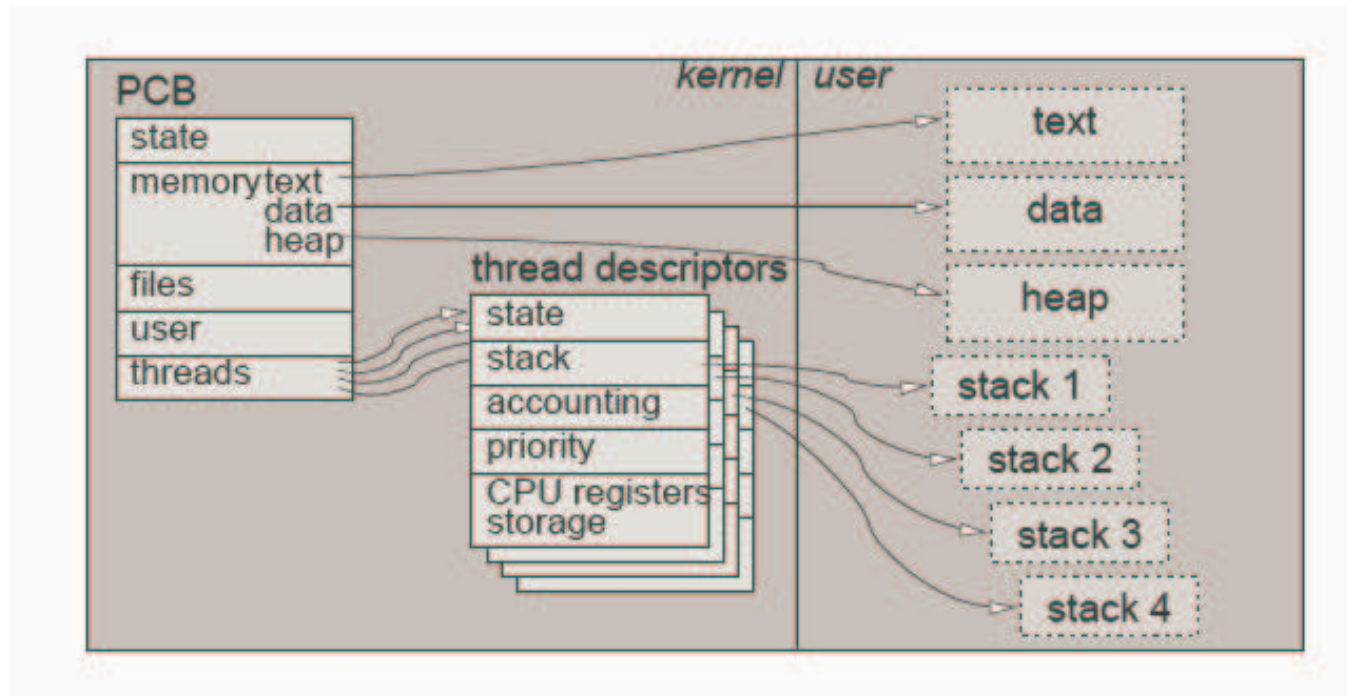 kernel
user
PCB
state
memory text
data
heap
files
user
threads
thread descriptors
state
stack
accounting
priority
CPU registers
storage
text
data
heap
stack 1
stack 2
stack 3
stack 4